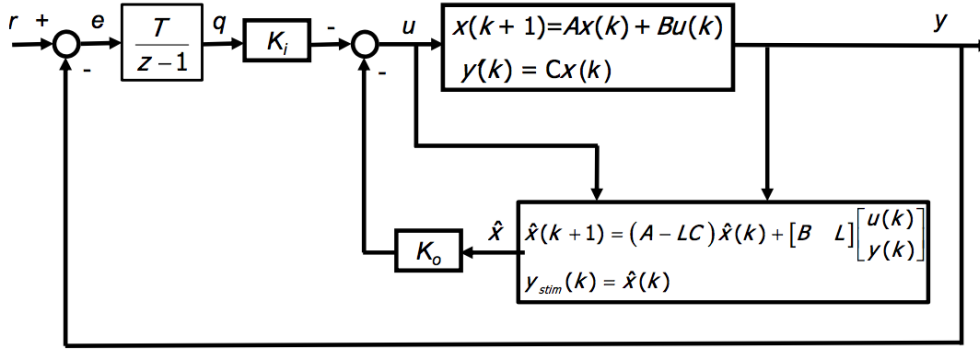 r + e T q - u y
z - 1
K_i
- -
x(k + 1)=Ax(k) + Bu(k)
y(k) = Cx(k)
x̂
x̂(k + 1) = (A - LC)x̂(k) + [B L][u(k)
y(k)]
K_o
y_stim(k) = x̂(k)